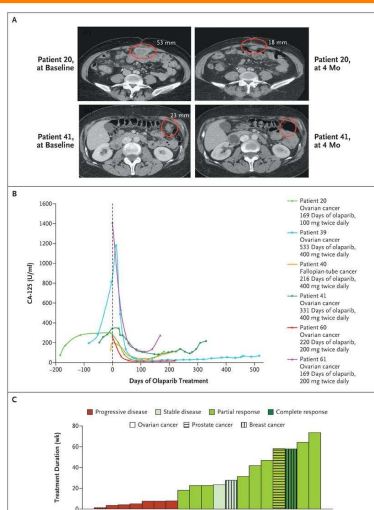 A
53 mm
18 mm
Patient 20,
at Baseline
Patient 20,
at 4 Mo
23 mm
Patient 41,
at Baseline
Patient 41,
at 4 Mo
B
1600
1400
1200
1000
800
600
400
200
0
CA-125 (U/ml)
-200
-100
0
100
200
300
400
500
Days of Olaparib Treatment
Patient 20
Ovarian cancer
169 Days of olaparib,
100 mg twice daily
Patient 39
Ovarian cancer
533 Days of olaparib,
400 mg twice daily
Patient 40
Fallopian-tube cancer
216 Days of olaparib,
400 mg twice daily
Patient 41
Ovarian cancer
331 Days of olaparib,
400 mg twice daily
Patient 60
Ovarian cancer
220 Days of olaparib,
200 mg twice daily
Patient 61
Ovarian cancer
169 Days of olaparib,
200 mg twice daily
C
Progressive disease Stable disease Partial response Complete response
Ovarian cancer Prostate cancer Breast cancer
80
60
40
20
Treatment Duration (wk)